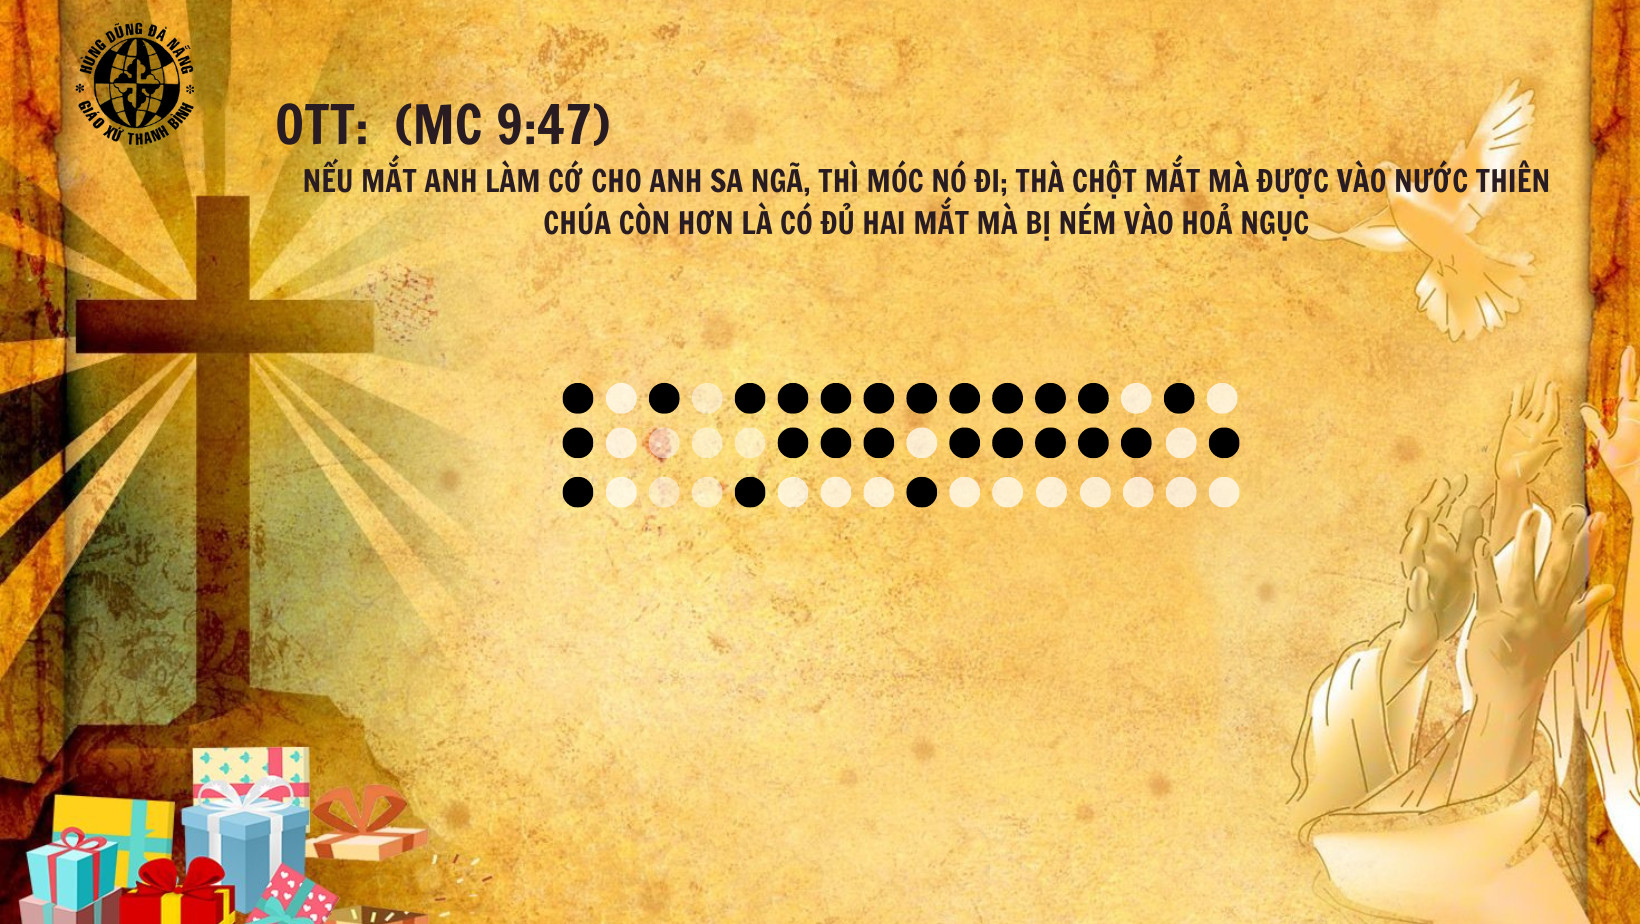 HÙNG DŨNG ĐÀ NẴNG
* GIÁO XỨ THANH BÌNH *
OTT: (MC 9:47)
NẾU MẮT ANH LÀM CỚ CHO ANH SA NGÃ, THÌ MÓC NÓ ĐI; THÀ CHỘT MẮT MÀ ĐƯỢC VÀO NƯỚC THIÊN
CHÚA CÒN HƠN LÀ CÓ ĐỦ HAI MẮT MÀ BỊ NÉM VÀO HOẢ NGỤC